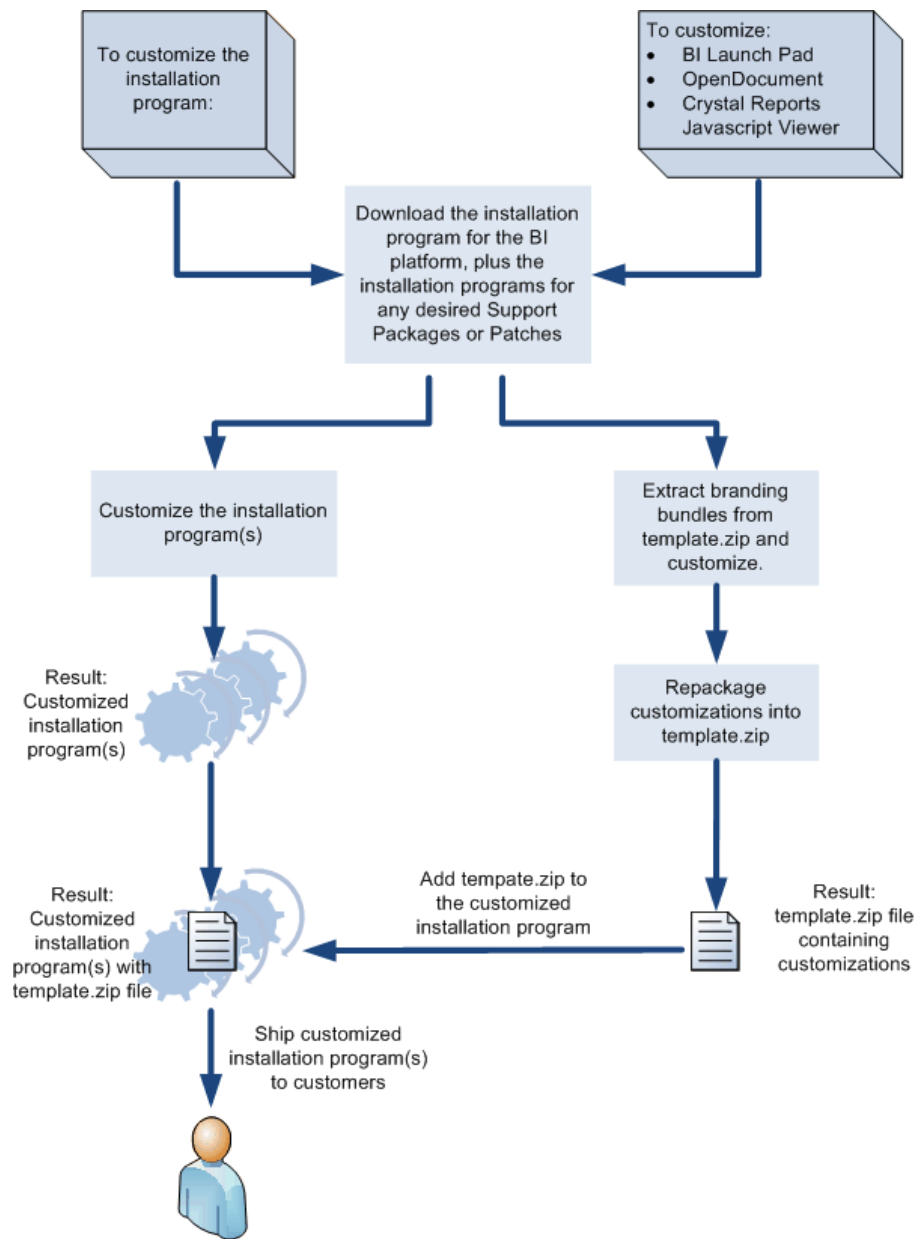 To customize the
installation
program:
To customize:
• BI Launch Pad
• OpenDocument
• Crystal Reports
Javascript Viewer
Download the installation
program for the BI
platform, plus the
installation programs for
any desired Support
Packages or Patches
Customize the installation
program(s)
Extract branding
bundles from
template.zip and
customize.
Result:
Customized
installation
program(s)
Repackage
customizations into
template.zip
Result:
Customized
installation
program(s) with
template.zip file
Add tempate.zip to
the customized
installation program
Result:
template.zip file
containing
customizations
Ship customized
installation program(s)
to customers